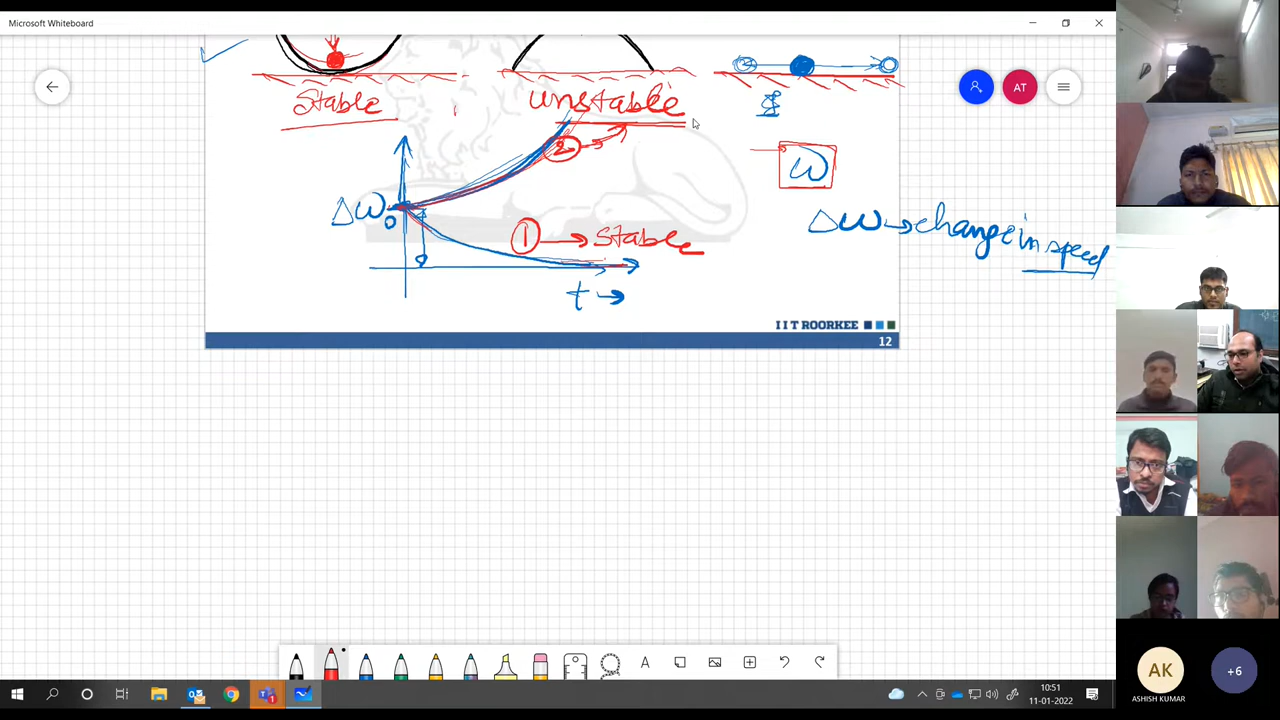 Microsoft Whiteboard
Stable
unstable
AT
2
ω
Δω0
1 → Stable
Δω → change in speed
t →
IIT ROORKEE
12
A
AK
+6
ASHISH KUMAR
10:51
11-01-2022